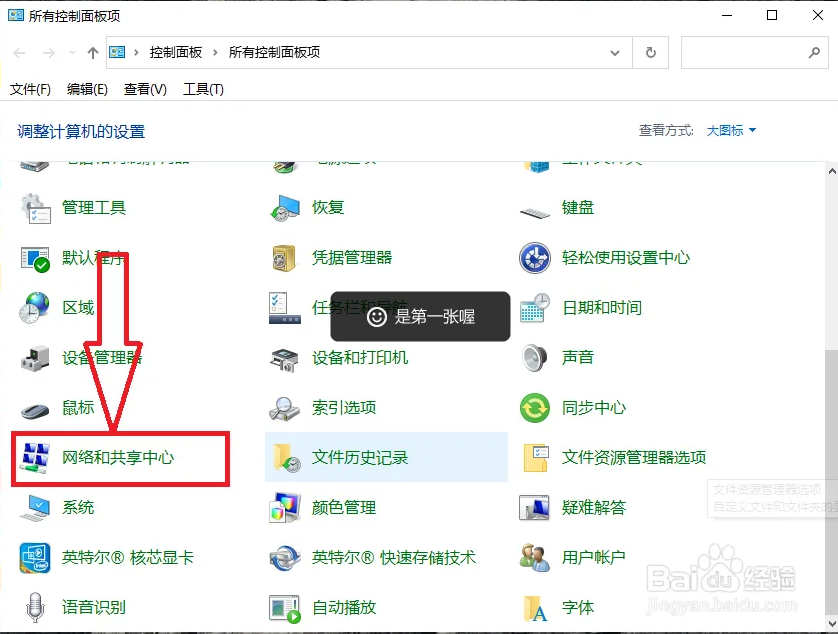 所有控制面板项
控制面板 › 所有控制面板项
文件(F) 编辑(E) 查看(V) 工具(T)
调整计算机的设置
查看方式: 大图标
管理工具 恢复 键盘
默认程序 凭据管理器 轻松使用设置中心
区域 任务栏和导航 日期和时间
是第一张喔
设备管理器 设备和打印机 声音
鼠标 索引选项 同步中心
网络和共享中心 文件历史记录 文件资源管理器选项
文件资源管理器选项
自定义文件和文件夹的显
系统 颜色管理 疑难解答
英特尔® 核芯显卡 英特尔® 快速存储技术 用户帐户
语音识别 自动播放 字体
Baidu 经验
jingyan.baidu.com